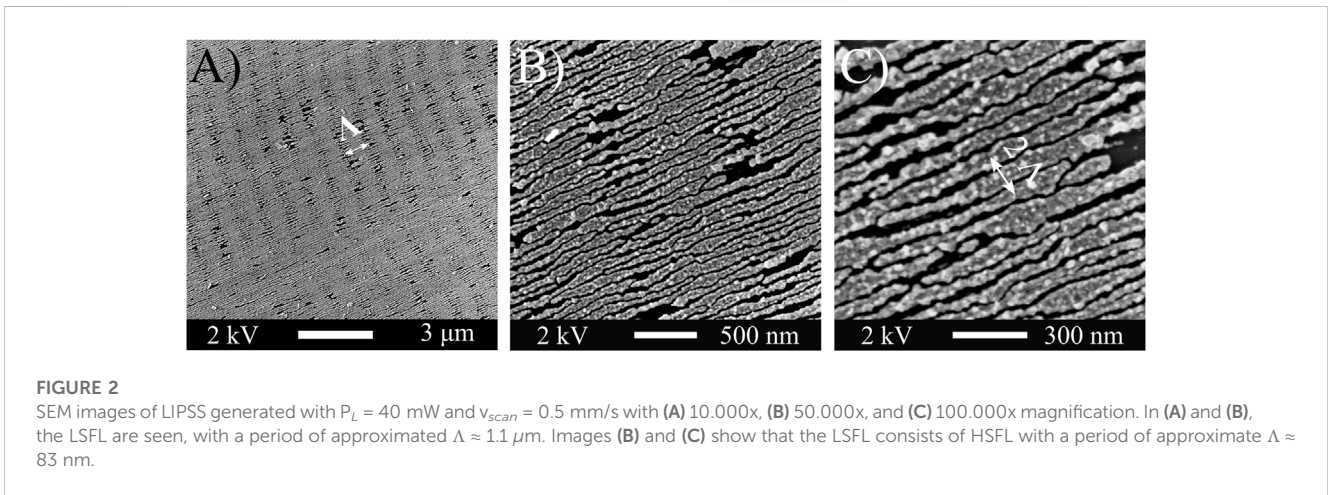 A)
B)
C)
Λ
2 Λ
2 kV 3 µm
2 kV 500 nm
2 kV 300 nm
FIGURE 2
SEM images of LIPSS generated with P_L = 40 mW and v_scan = 0.5 mm/s with (A) 10.000x, (B) 50.000x, and (C) 100.000x magnification. In (A) and (B),
the LSFL are seen, with a period of approximated Λ ≈ 1.1 µm. Images (B) and (C) show that the LSFL consists of HSFL with a period of approximate Λ ≈
83 nm.